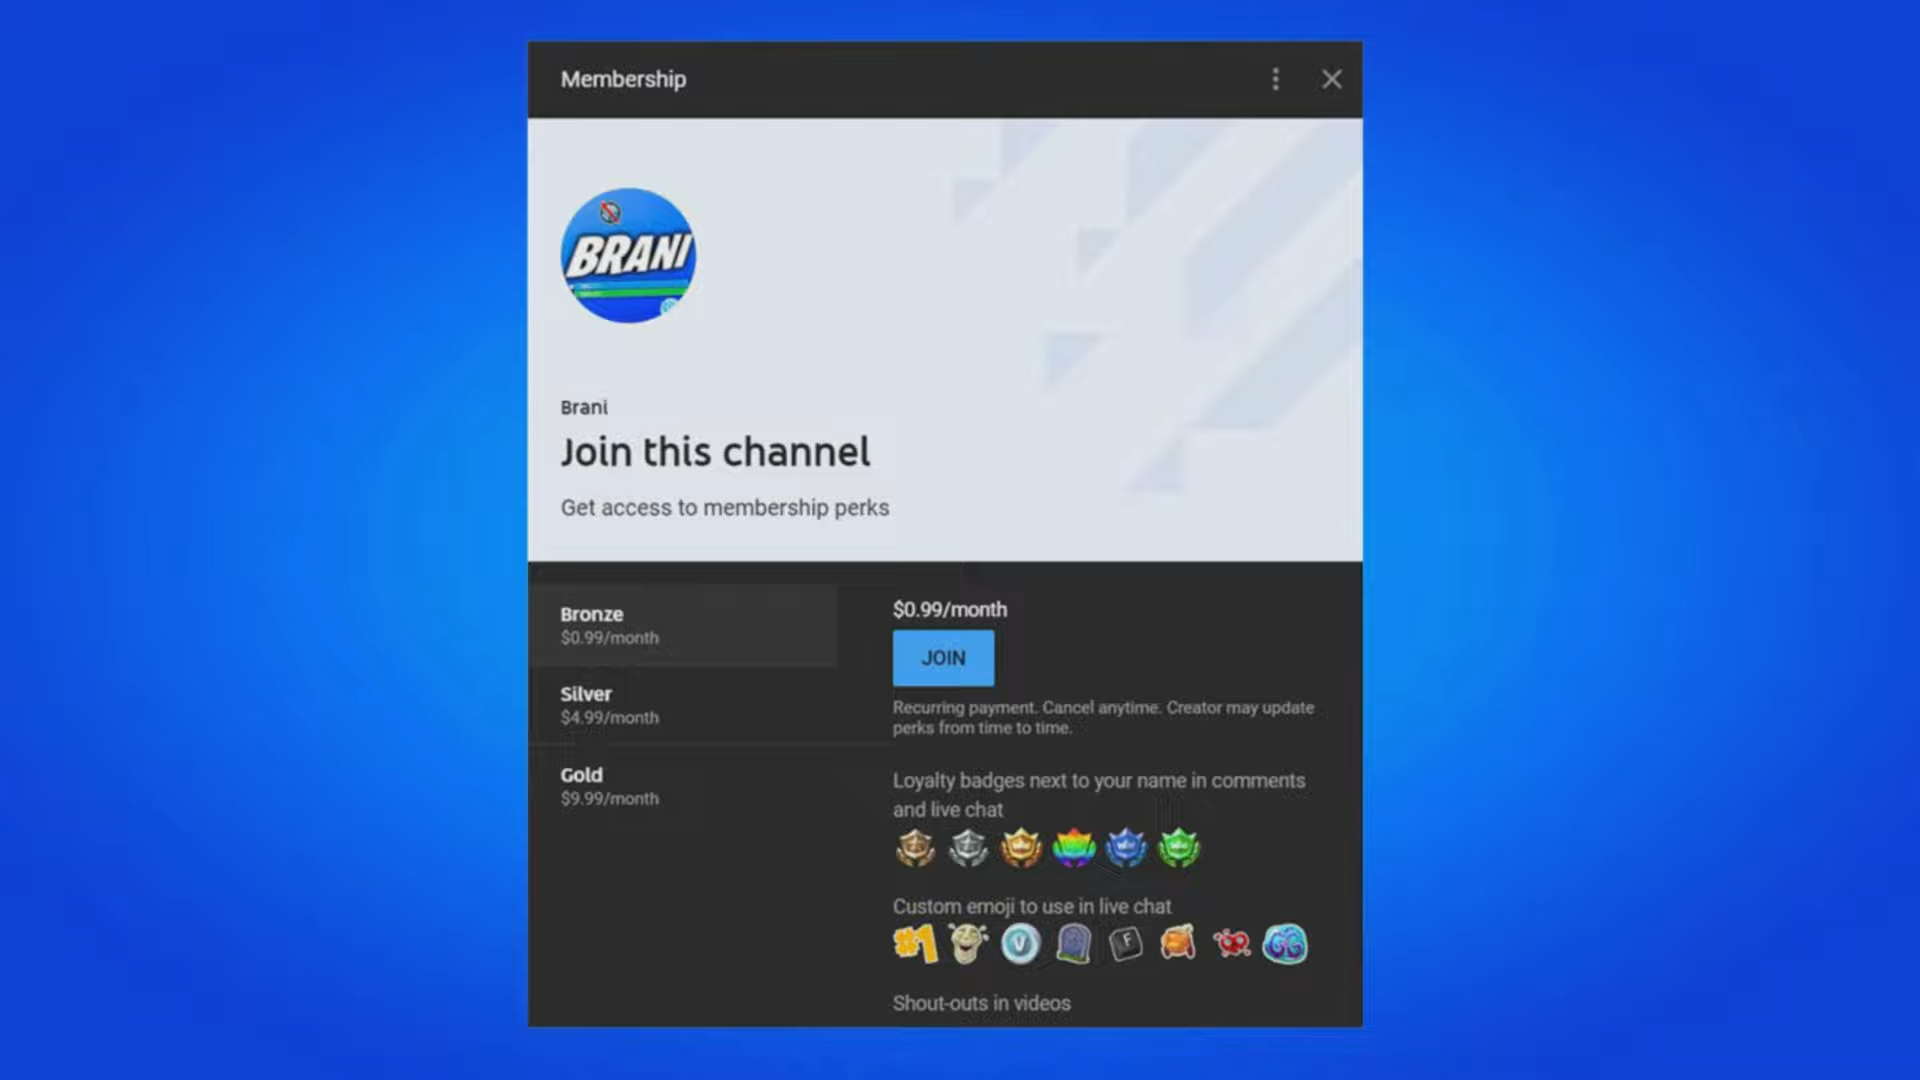 Membership
BRANI
Brani
Join this channel
Get access to membership perks
Bronze
$0.99/month
Silver
$4.99/month
Gold
$9.99/month
$0.99/month
JOIN
Recurring payment. Cancel anytime. Creator may update
perks from time to time.
Loyalty badges next to your name in comments
and live chat
Custom emoji to use in live chat
#1
V
F
GG
Shout-outs in videos